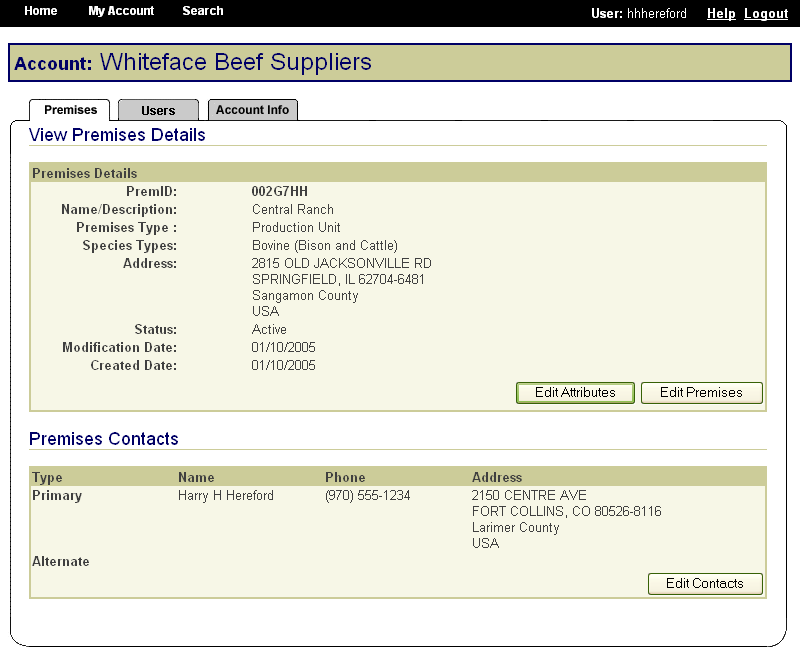 Home My Account Search User: hhhereford Help Logout
Account: Whiteface Beef Suppliers
Premises Users Account Info
View Premises Details
Premises Details
PremID: 002G7HH
Name/Description: Central Ranch
Premises Type : Production Unit
Species Types: Bovine (Bison and Cattle)
Address: 2815 OLD JACKSONVILLE RD
SPRINGFIELD, IL 62704-6481
Sangamon County
USA
Status: Active
Modification Date: 01/10/2005
Created Date: 01/10/2005
Edit Attributes Edit Premises
Premises Contacts
Type Name Phone Address
Primary Harry H Hereford (970) 555-1234 2150 CENTRE AVE
FORT COLLINS, CO 80526-8116
Larimer County
USA
Alternate
Edit Contacts